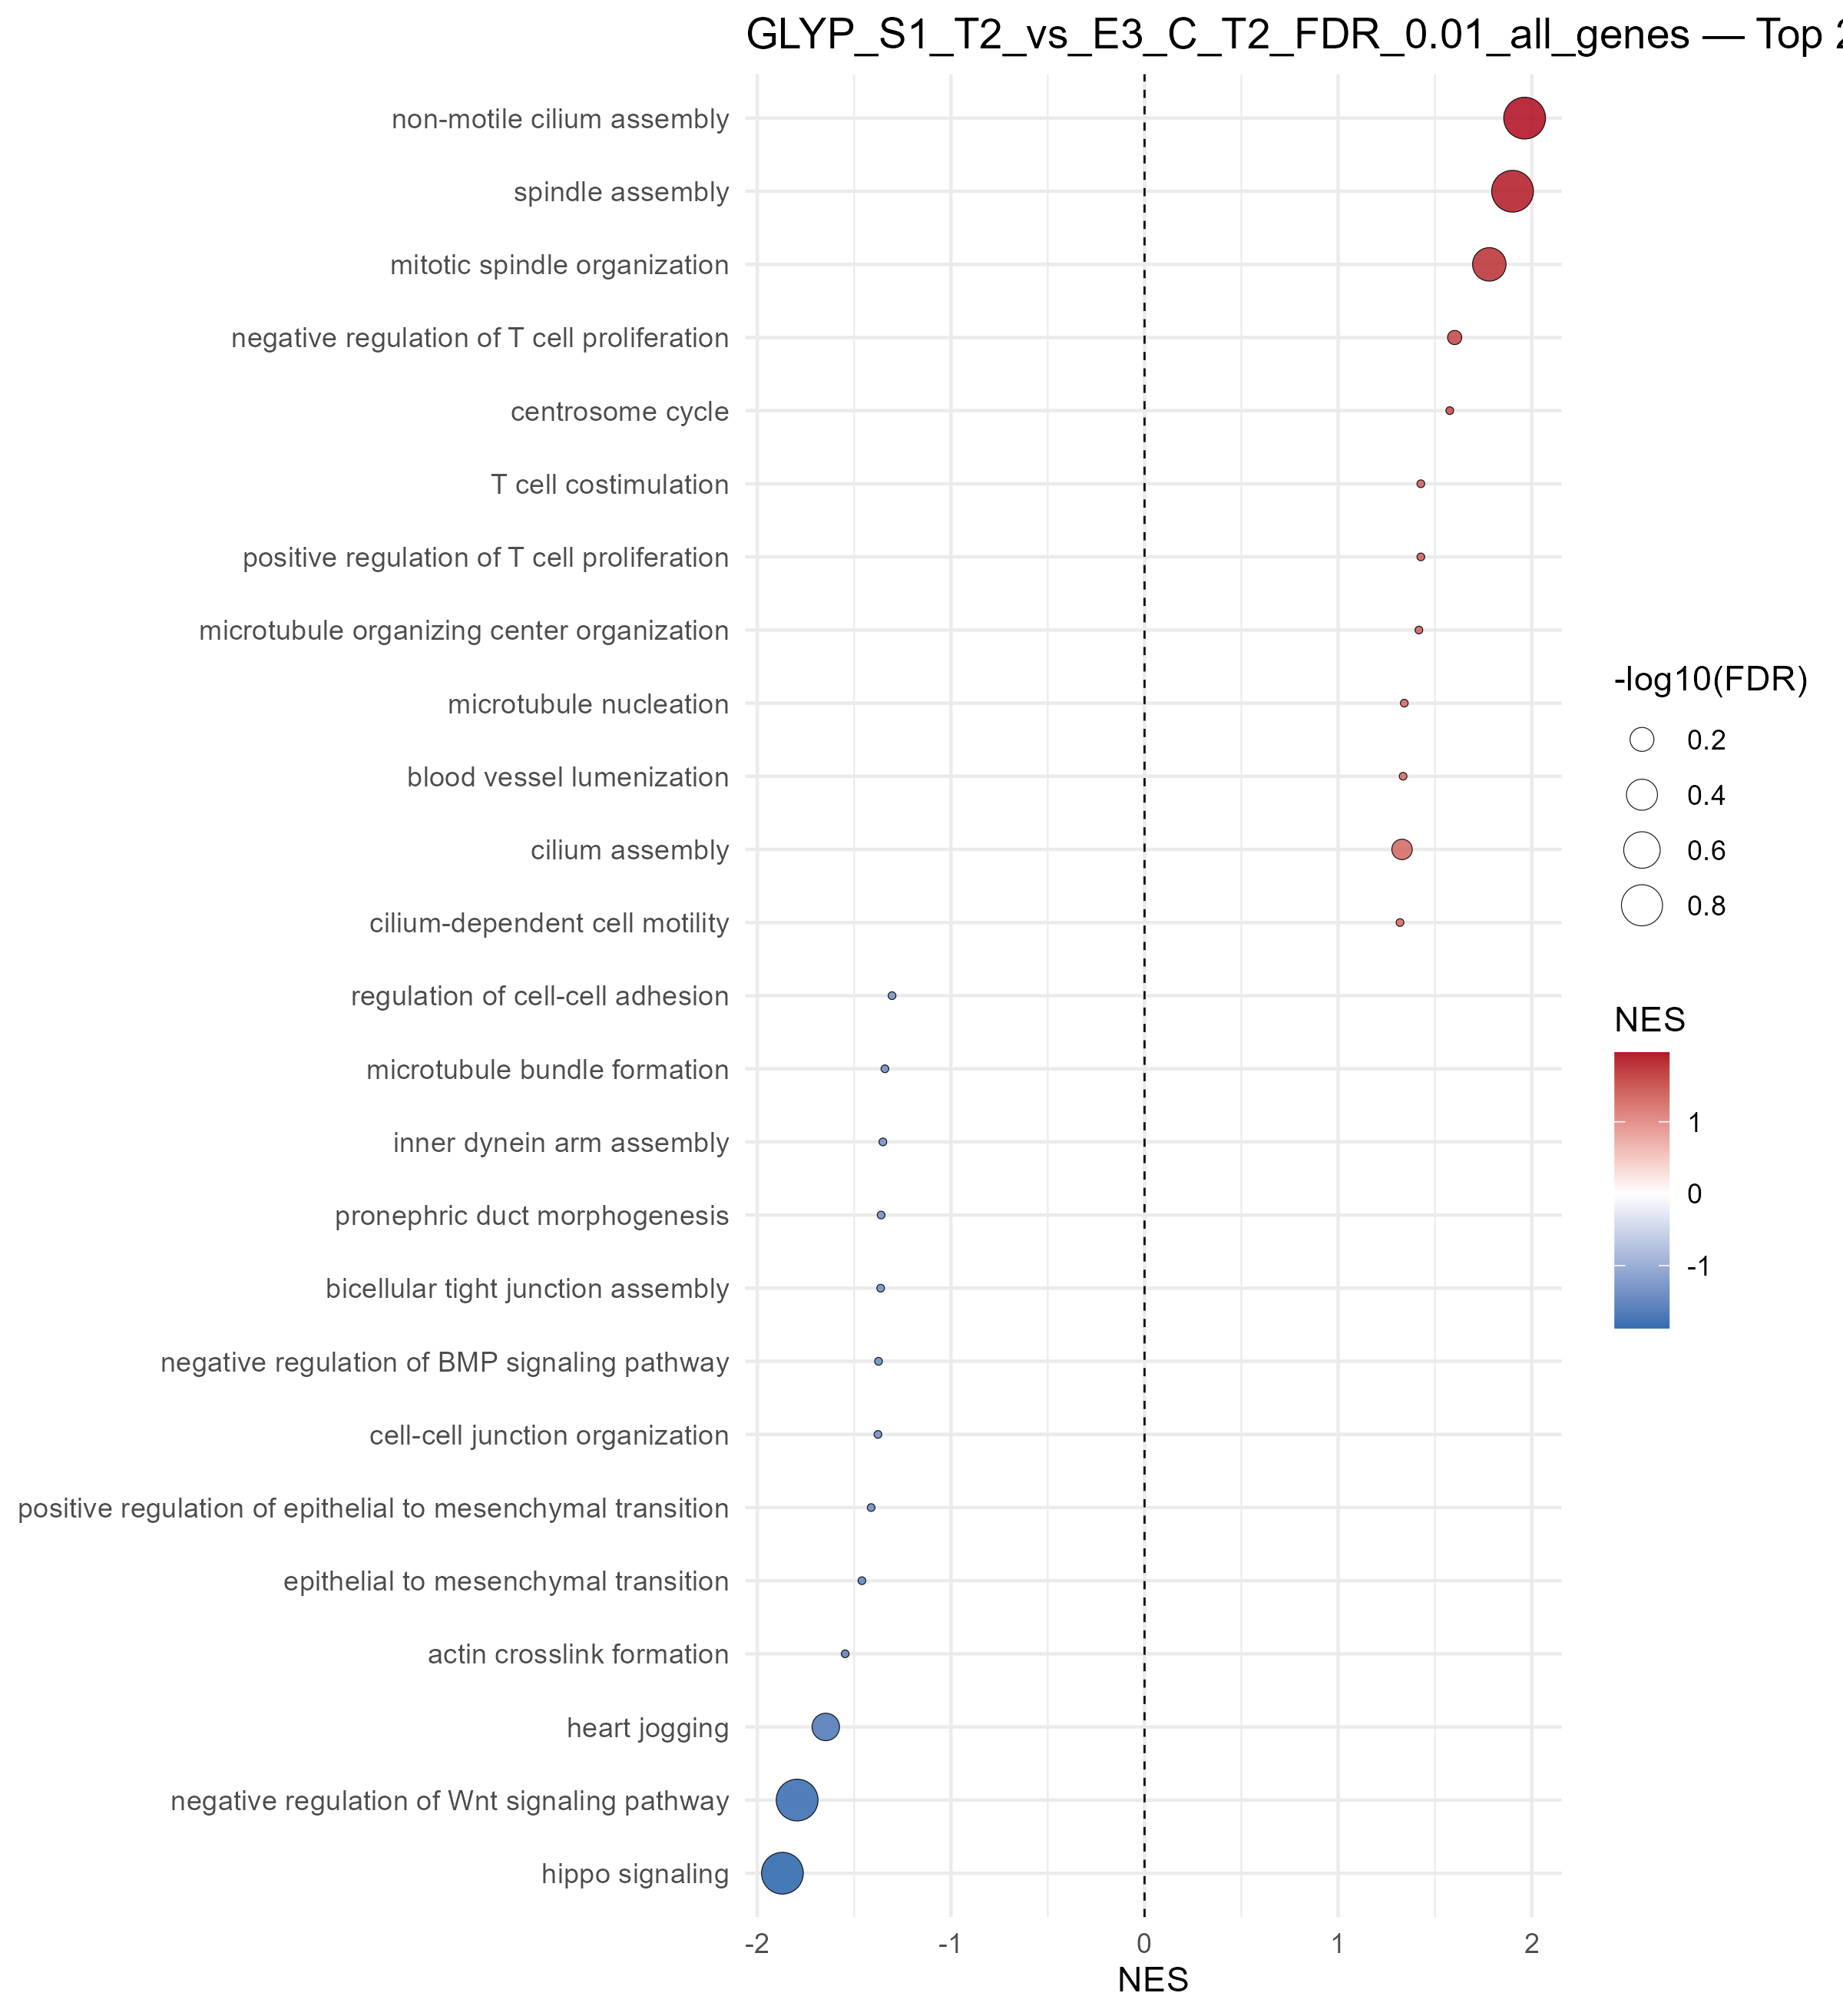 GLYP_S1_T2_vs_E3_C_T2_FDR_0.01_all_genes — Top
non-motile cilium assembly
spindle assembly
mitotic spindle organization
negative regulation of T cell proliferation
centrosome cycle
T cell costimulation
positive regulation of T cell proliferation
microtubule organizing center organization
microtubule nucleation
blood vessel lumenization
cilium assembly
cilium-dependent cell motility
regulation of cell-cell adhesion
microtubule bundle formation
inner dynein arm assembly
pronephric duct morphogenesis
bicellular tight junction assembly
negative regulation of BMP signaling pathway
cell-cell junction organization
positive regulation of epithelial to mesenchymal transition
epithelial to mesenchymal transition
actin crosslink formation
heart jogging
negative regulation of Wnt signaling pathway
hippo signaling
-2 -1 0 1 2
NES
-log10(FDR)
0.2
0.4
0.6
0.8
NES
1
0
-1